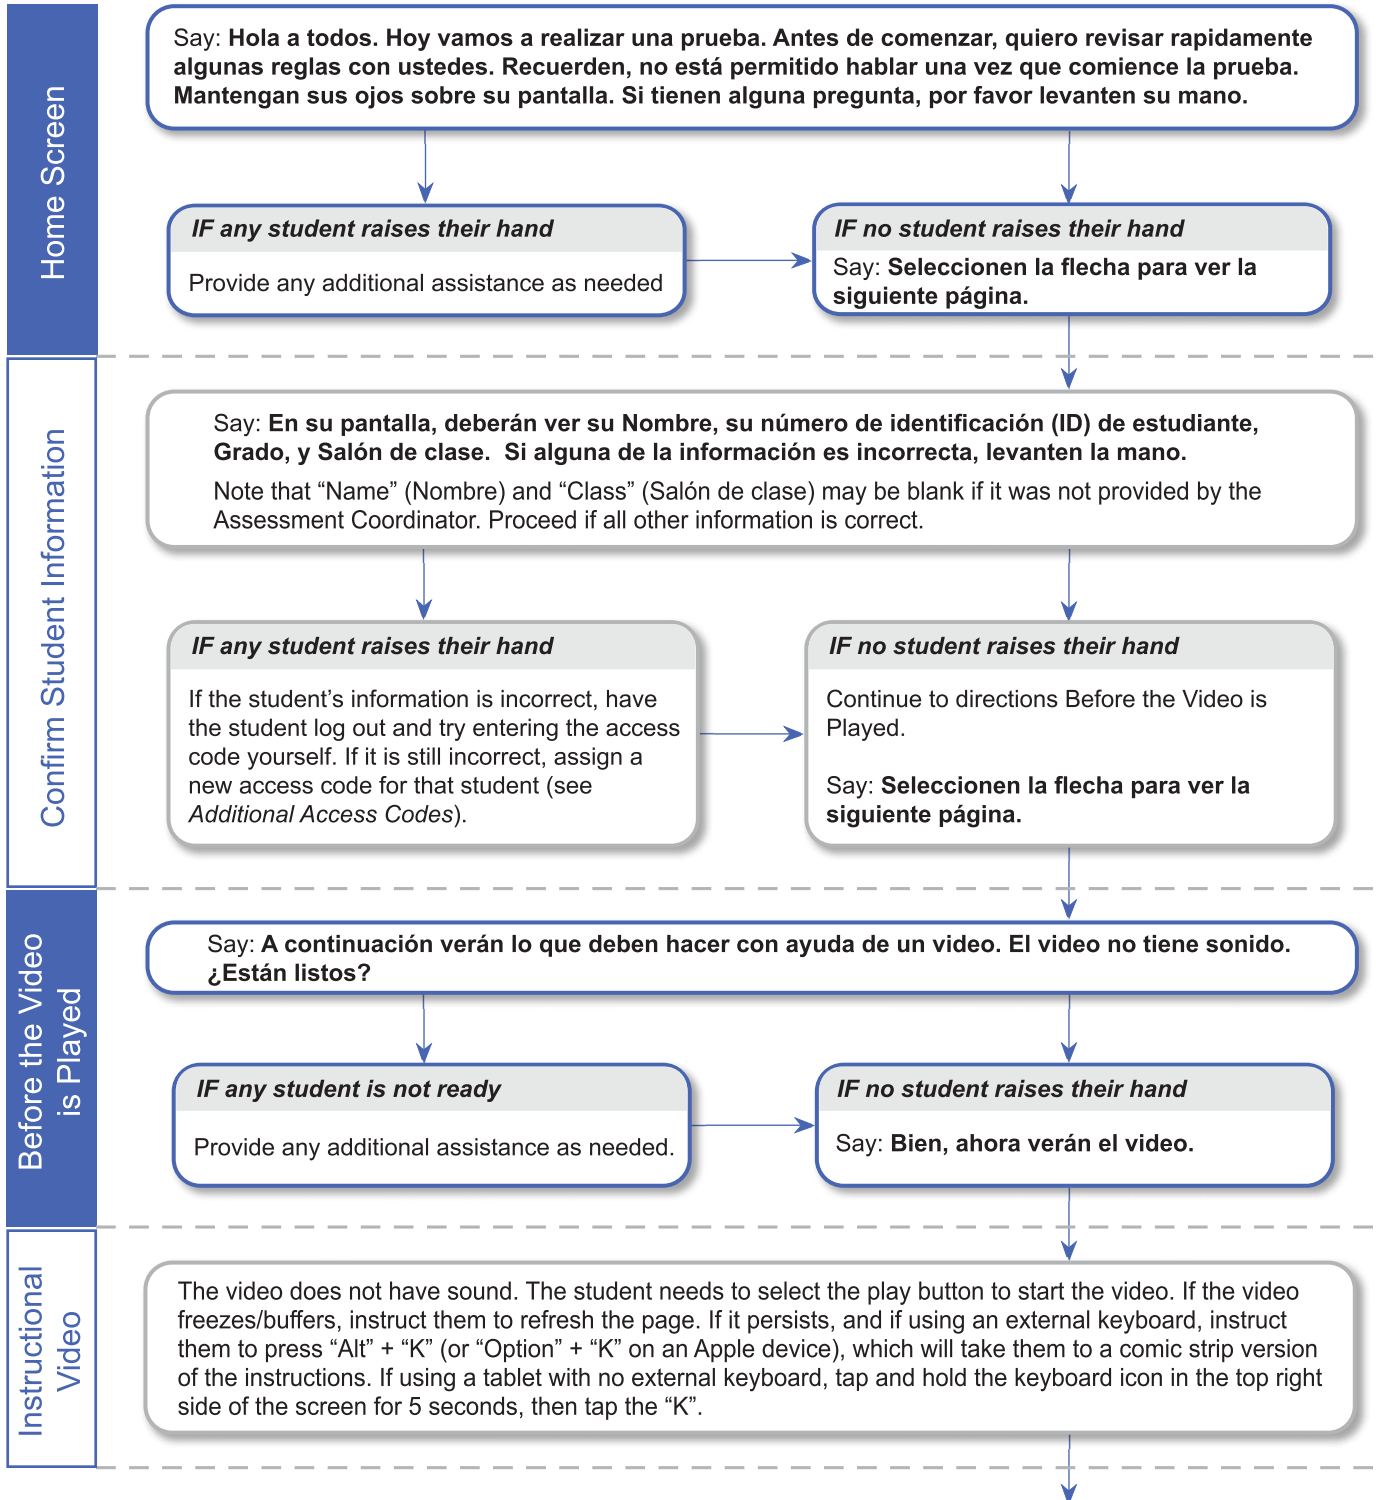 Home Screen
Say: Hola a todos. Hoy vamos a realizar una prueba. Antes de comenzar, quiero revisar rapidamente
algunas reglas con ustedes. Recuerden, no está permitido hablar una vez que comience la prueba.
Mantengan sus ojos sobre su pantalla. Si tienen alguna pregunta, por favor levanten su mano.
IF any student raises their hand
Provide any additional assistance as needed
IF no student raises their hand
Say: Seleccionen la flecha para ver la
siguiente página.
Confirm Student Information
Say: En su pantalla, deberán ver su Nombre, su número de identificación (ID) de estudiante,
Grado, y Salón de clase.  Si alguna de la información es incorrecta, levanten la mano.
Note that “Name” (Nombre) and “Class” (Salón de clase) may be blank if it was not provided by the
Assessment Coordinator. Proceed if all other information is correct.
IF any student raises their hand
If the student’s information is incorrect, have
the student log out and try entering the access
code yourself. If it is still incorrect, assign a
new access code for that student (see
Additional Access Codes).
IF no student raises their hand
Continue to directions Before the Video is
Played.
Say: Seleccionen la flecha para ver la
siguiente página.
Before the Video
is Played
Say: A continuación verán lo que deben hacer con ayuda de un video. El video no tiene sonido.
¿Están listos?
IF any student is not ready
Provide any additional assistance as needed.
IF no student raises their hand
Say: Bien, ahora verán el video.
Instructional
Video
The video does not have sound. The student needs to select the play button to start the video. If the video
freezes/buffers, instruct them to refresh the page. If it persists, and if using an external keyboard, instruct
them to press “Alt” + “K” (or “Option” + “K” on an Apple device), which will take them to a comic strip version
of the instructions. If using a tablet with no external keyboard, tap and hold the keyboard icon in the top right
side of the screen for 5 seconds, then tap the “K”.